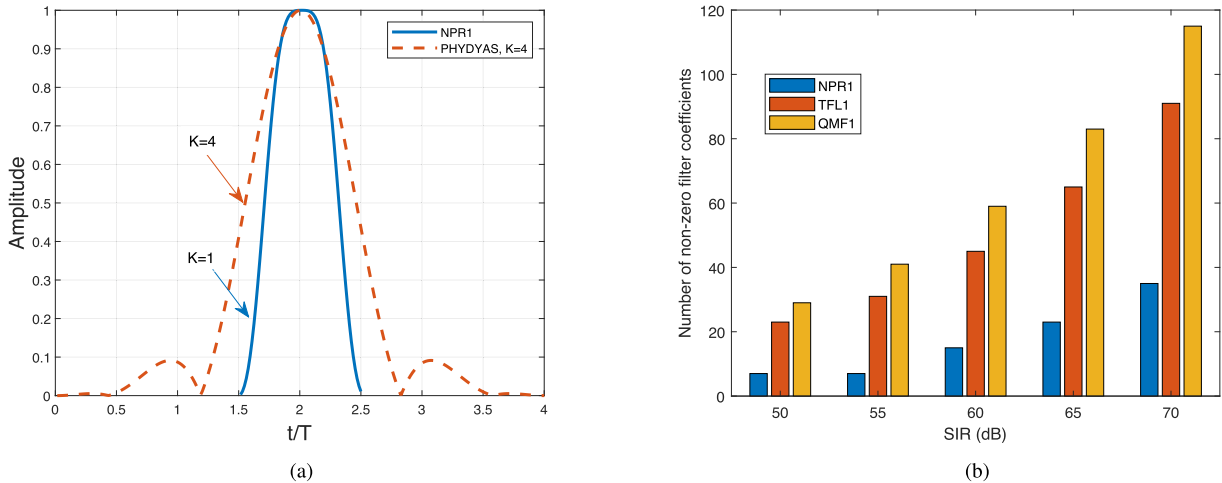 NPR1
PHYDYAS, K=4
K=4
K=1
Amplitude
1
0.9
0.8
0.7
0.6
0.5
0.4
0.3
0.2
0.1
0
0 0.5 1 1.5 2 2.5 3 3.5 4
t/T
(a)
NPR1
TFL1
QMF1
Number of non-zero filter coefficients
120
100
80
60
40
20
0
50 55 60 65 70
SIR (dB)
(b)